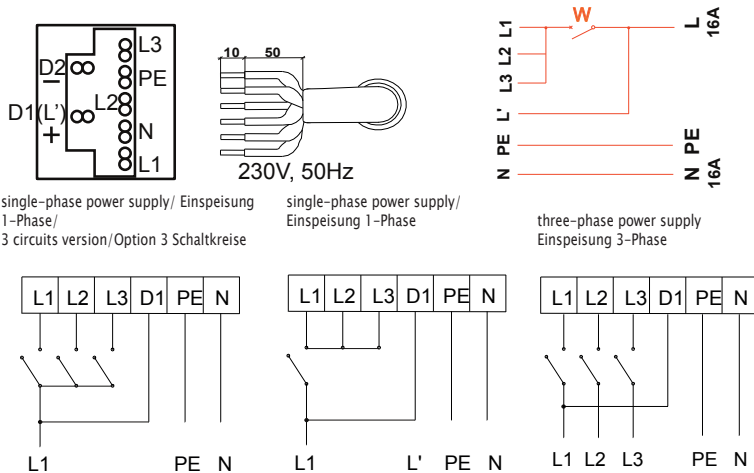 L3
D2
–
PE
L2
D1(L')
+
N
L1
10 50
230V, 50Hz
W
L1
L2
L3
L'
PE
N
L
16A
PE
N
16A
single-phase power supply/ Einspeisung
1-Phase/
3 circuits version/Option 3 Schaltkreise
single-phase power supply/
Einspeisung 1-Phase
three-phase power supply
Einspeisung 3-Phase
L1 L2 L3 D1 PE N
L1 PE N
L1 L2 L3 D1 PE N
L1 L' PE N
L1 L2 L3 D1 PE N
L1 L2 L3 PE N